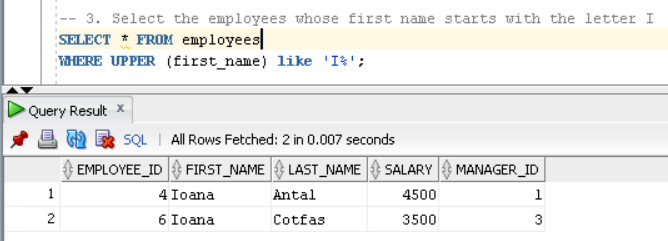 -- 3. Select the employees whose first name starts with the letter I
SELECT * FROM employees
WHERE UPPER (first_name) like 'I%';
Query Result x
SQL | All Rows Fetched: 2 in 0.007 seconds
EMPLOYEE_ID FIRST_NAME LAST_NAME SALARY MANAGER_ID
1 4 Ioana Antal 4500 1
2 6 Ioana Cotfas 3500 3